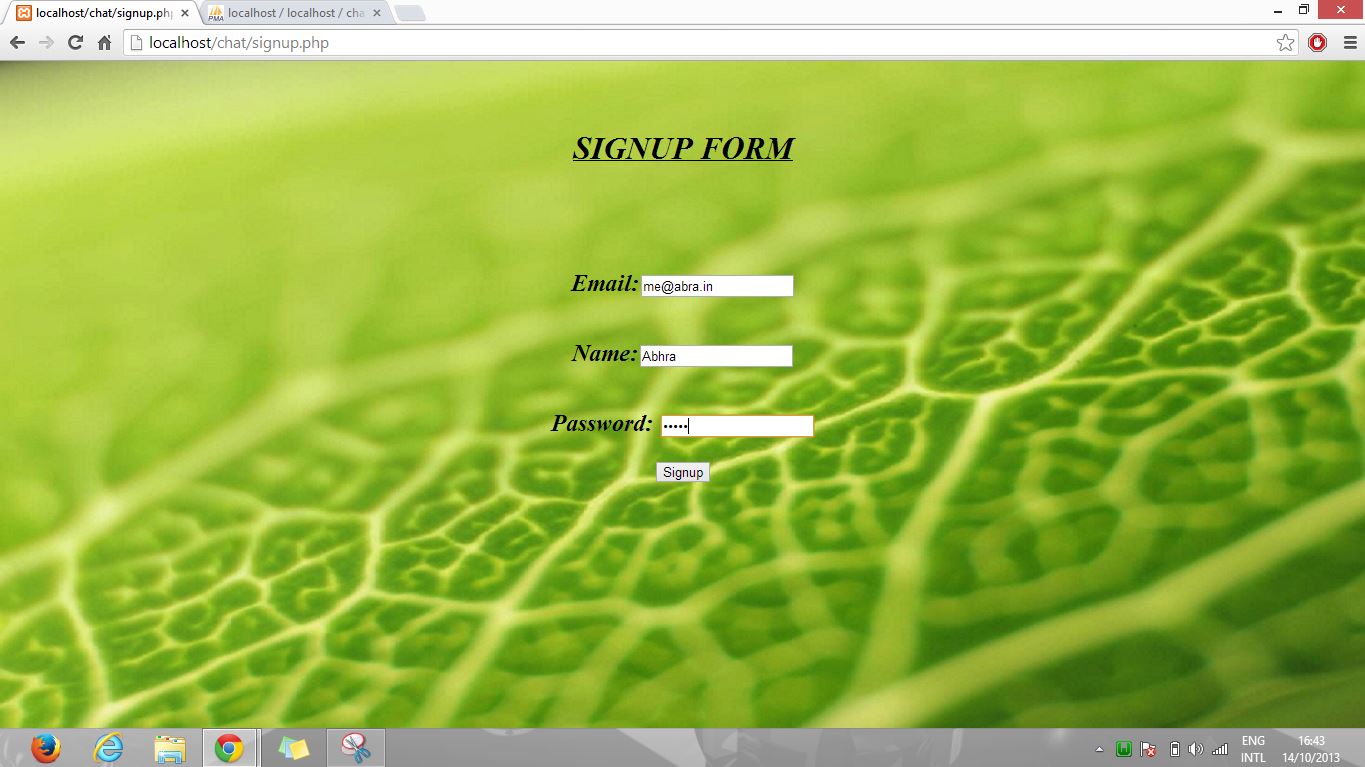 localhost/chat/signup.php
PMA localhost / localhost / cha
localhost/chat/signup.php
SIGNUP FORM
Email: me@abra.in
Name: Abhra
Password: •••••
Signup
ENG 16:43
INTL 14/10/2013